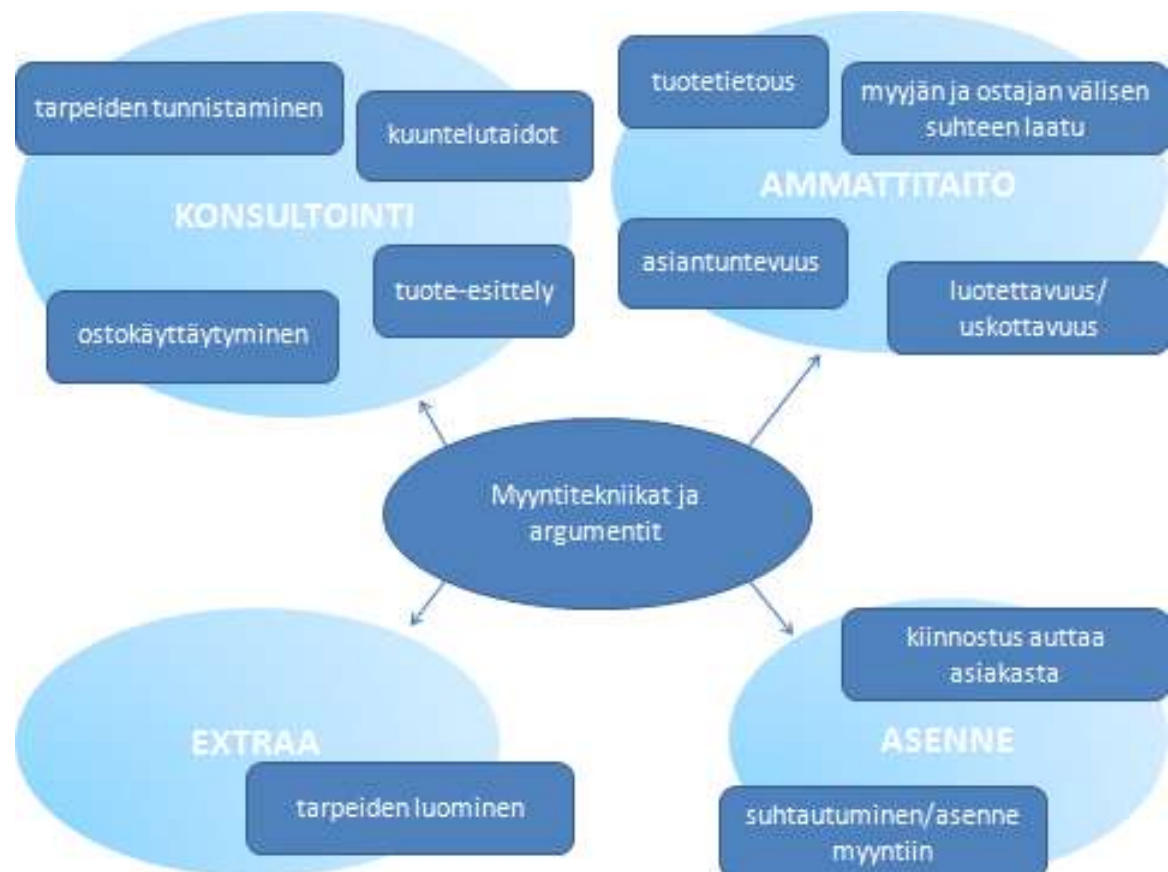 tarpeiden tunnistaminen
kuuntelutaidot
KONSULTOINTI
tuote-esittely
ostokäyttäytyminen
tuotetietous
myyjän ja ostajan välisen
suhteen laatu
AMMATTITAITO
asiantuntevuus
luotettavuus/
uskottavuus
Myyntitekniikat ja
argumentit
EXTRAA
tarpeiden luominen
kiinnostus auttaa
asiakasta
ASENNE
suhtautuminen/asenne
myyntiin